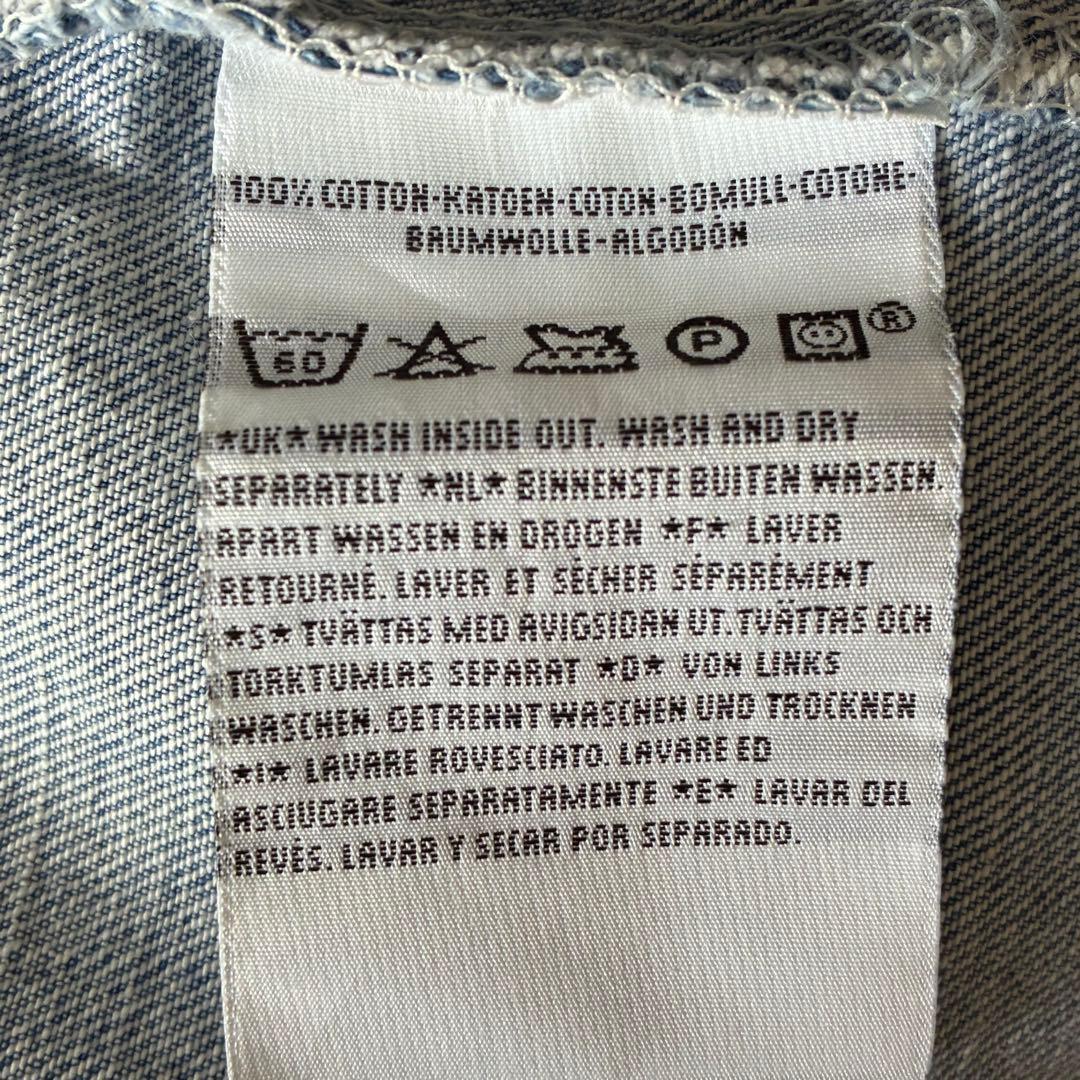 100% COTTON-KATOEN-COTON-BOMULL-COTONE-
BAUMWOLLE-ALGODÓN
60 P ®
*UK* WASH INSIDE OUT. WASH AND DRY
SEPARATELY *NL* BINNENSTE BUITEN WASSEN.
APART WASSEN EN DROGEN *F* LAVER
RETOURNÉ. LAVER ET SÉCHER SÉPARÉMENT
*S* TVÄTTAS MED AVIGSIDAN UT. TVÄTTAS OCH
TORKTUMLAS SEPARAT *D* VON LINKS
WASCHEN. GETRENNT WASCHEN UND TROCKNEN
*I* LAVARE ROVESCIATO. LAVARE ED
ASCIUGARE SEPARATAMENTE *E* LAVAR DEL
REVÉS. LAVAR Y SECAR POR SEPARADO.